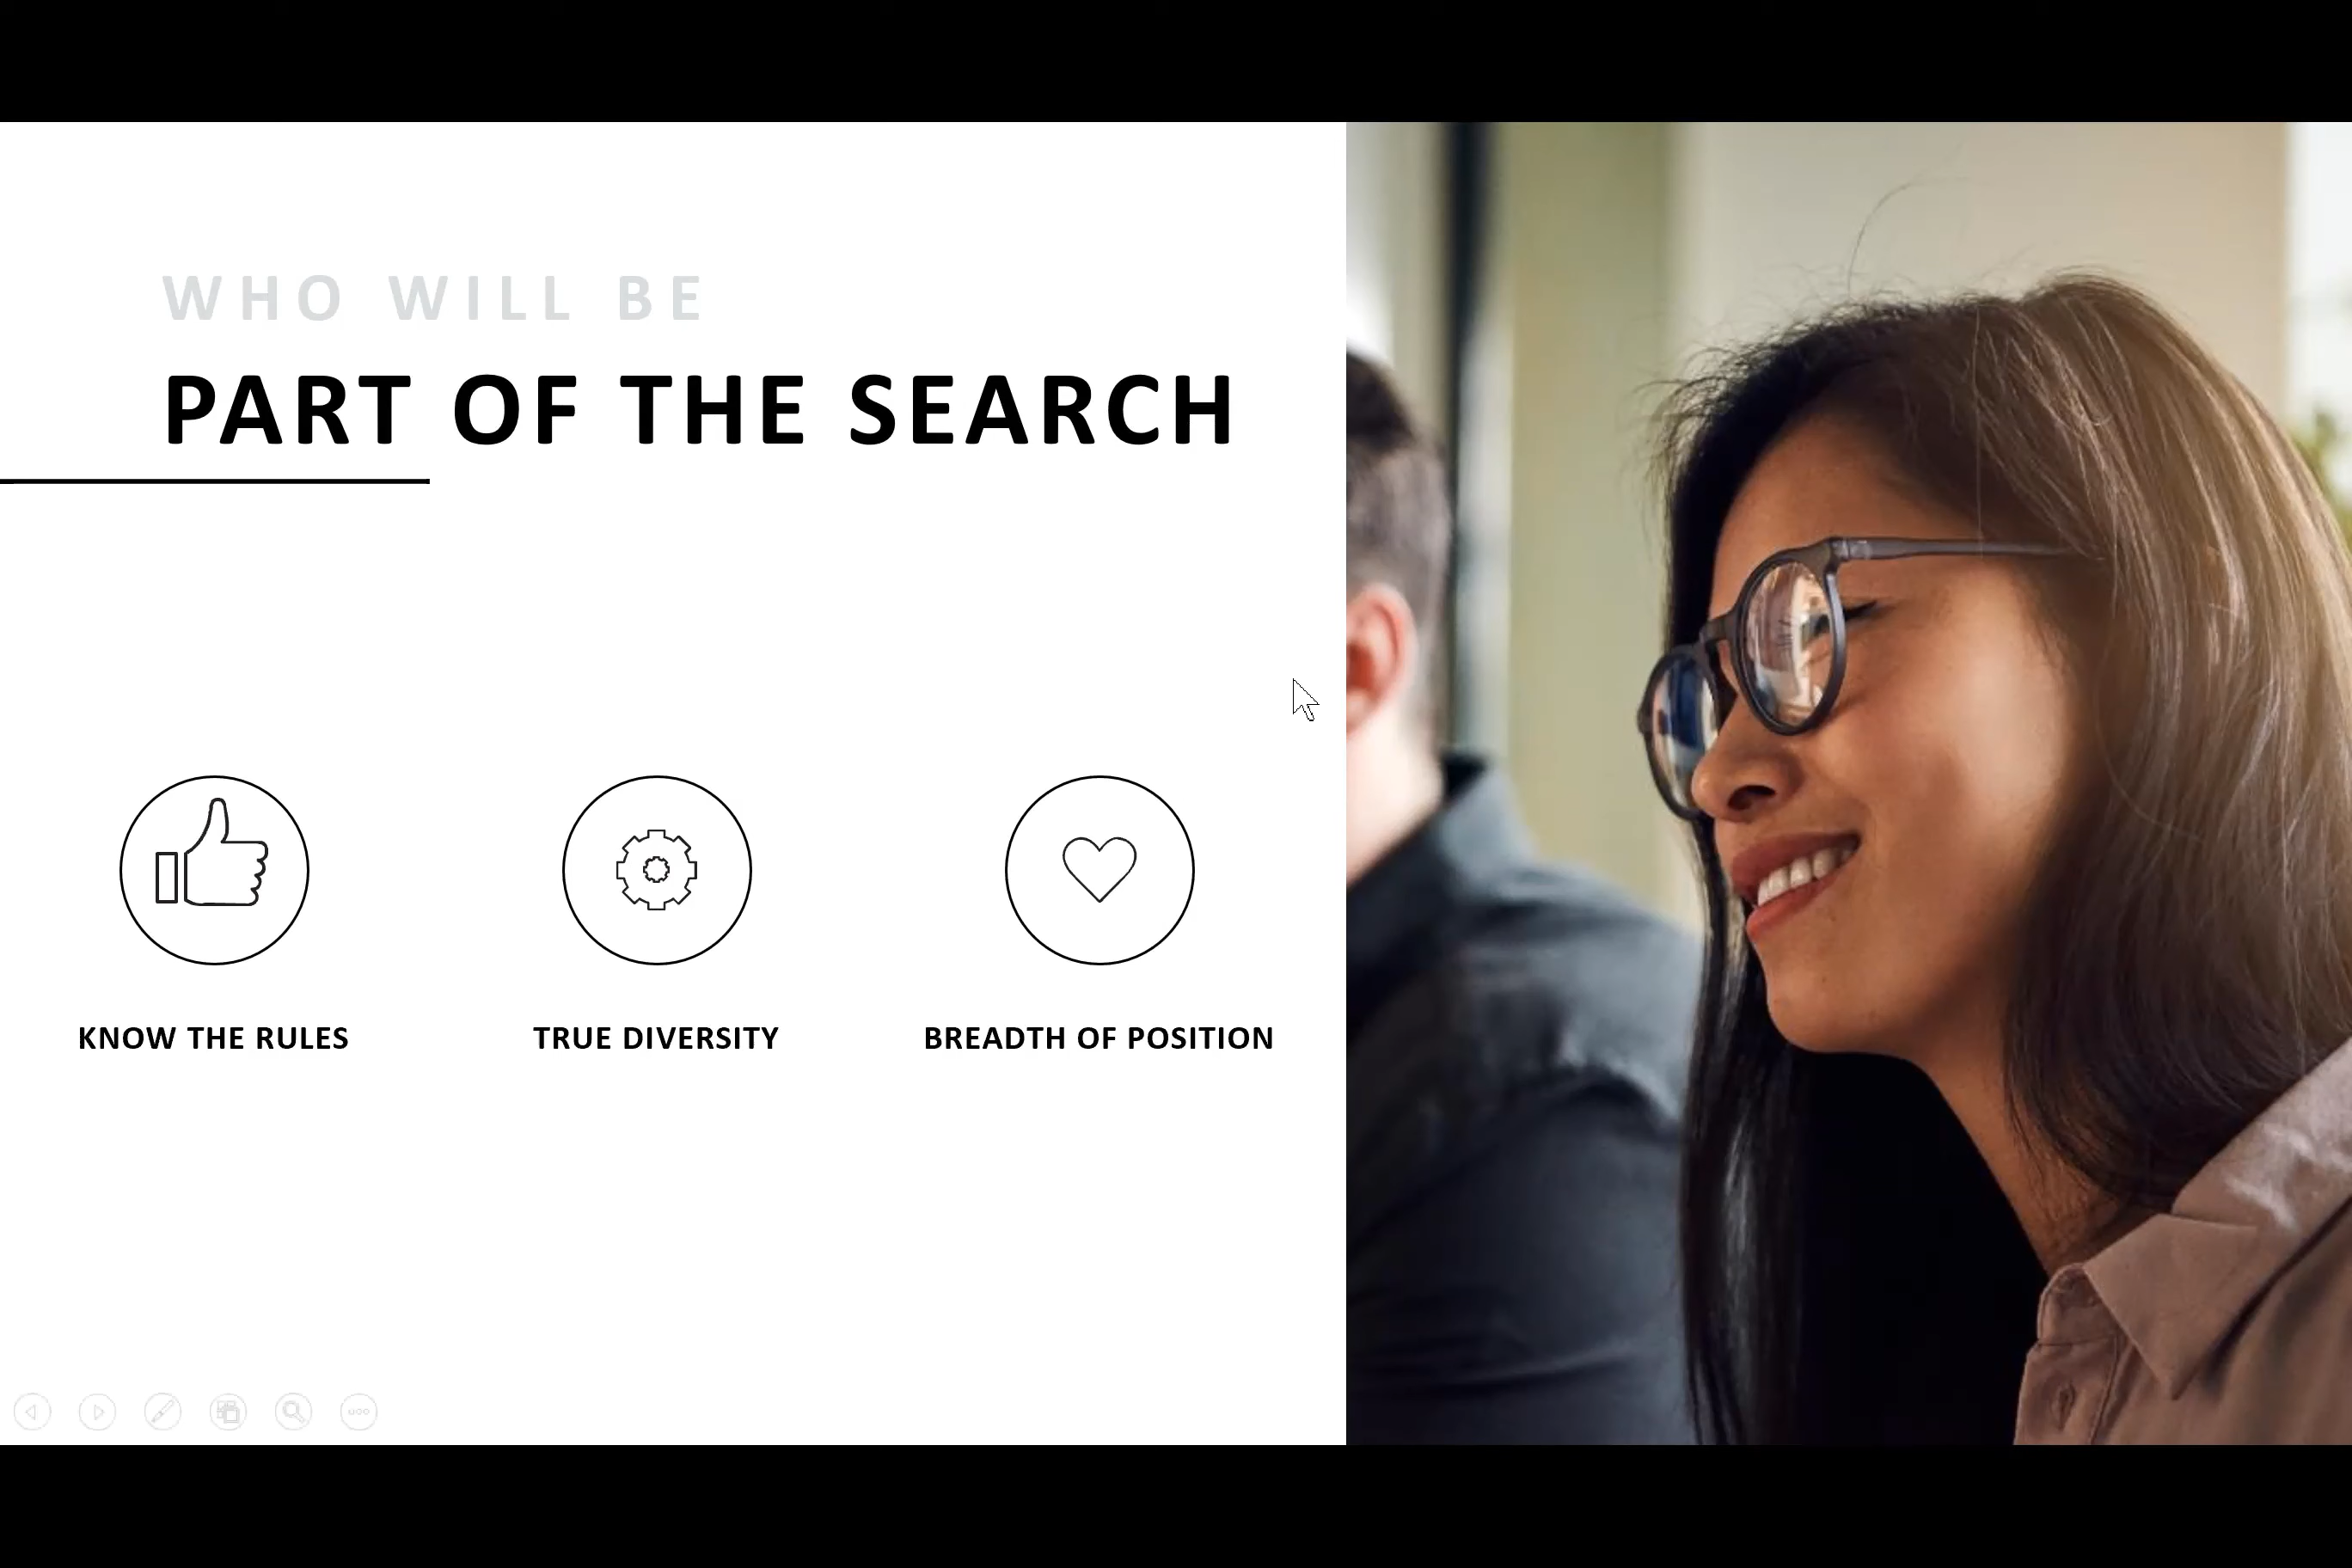 WHO WILL BE
PART OF THE SEARCH
KNOW THE RULES
TRUE DIVERSITY
BREADTH OF POSITION